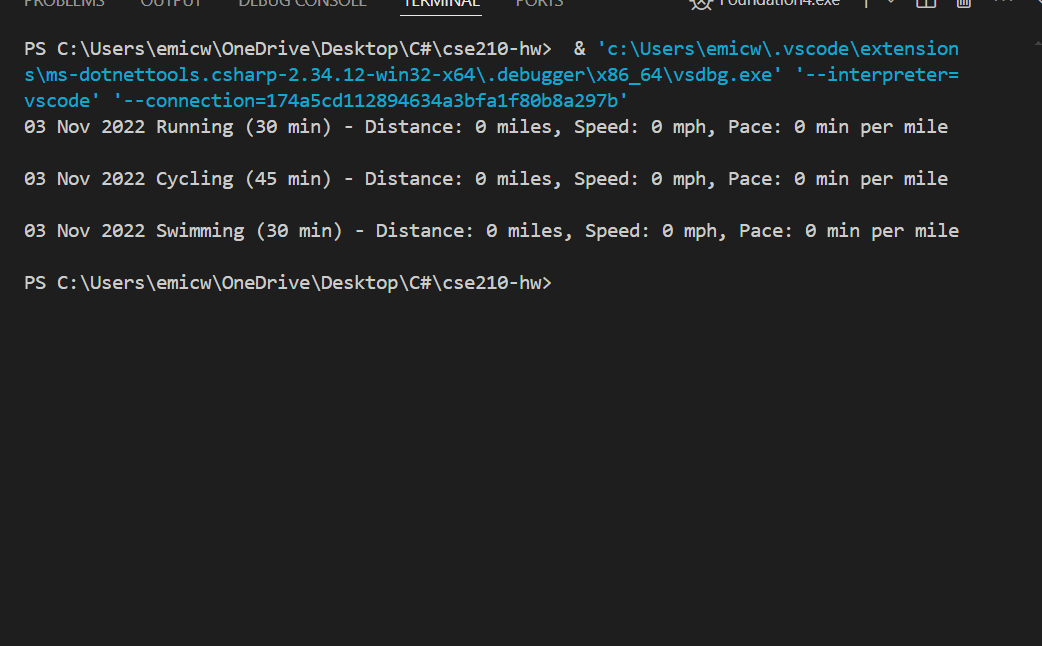 PROBLEMS OUTPUT DEBUG CONSOLE TERMINAL PORTS Foundation4.exe
PS C:\Users\emicw\OneDrive\Desktop\C#\cse210-hw>  & 'c:\Users\emicw\.vscode\extension
s\ms-dotnettools.csharp-2.34.12-win32-x64\.debugger\x86_64\vsdbg.exe' '--interpreter=
vscode' '--connection=174a5cd112894634a3bfa1f80b8a297b'
03 Nov 2022 Running (30 min) - Distance: 0 miles, Speed: 0 mph, Pace: 0 min per mile
03 Nov 2022 Cycling (45 min) - Distance: 0 miles, Speed: 0 mph, Pace: 0 min per mile
03 Nov 2022 Swimming (30 min) - Distance: 0 miles, Speed: 0 mph, Pace: 0 min per mile
PS C:\Users\emicw\OneDrive\Desktop\C#\cse210-hw>